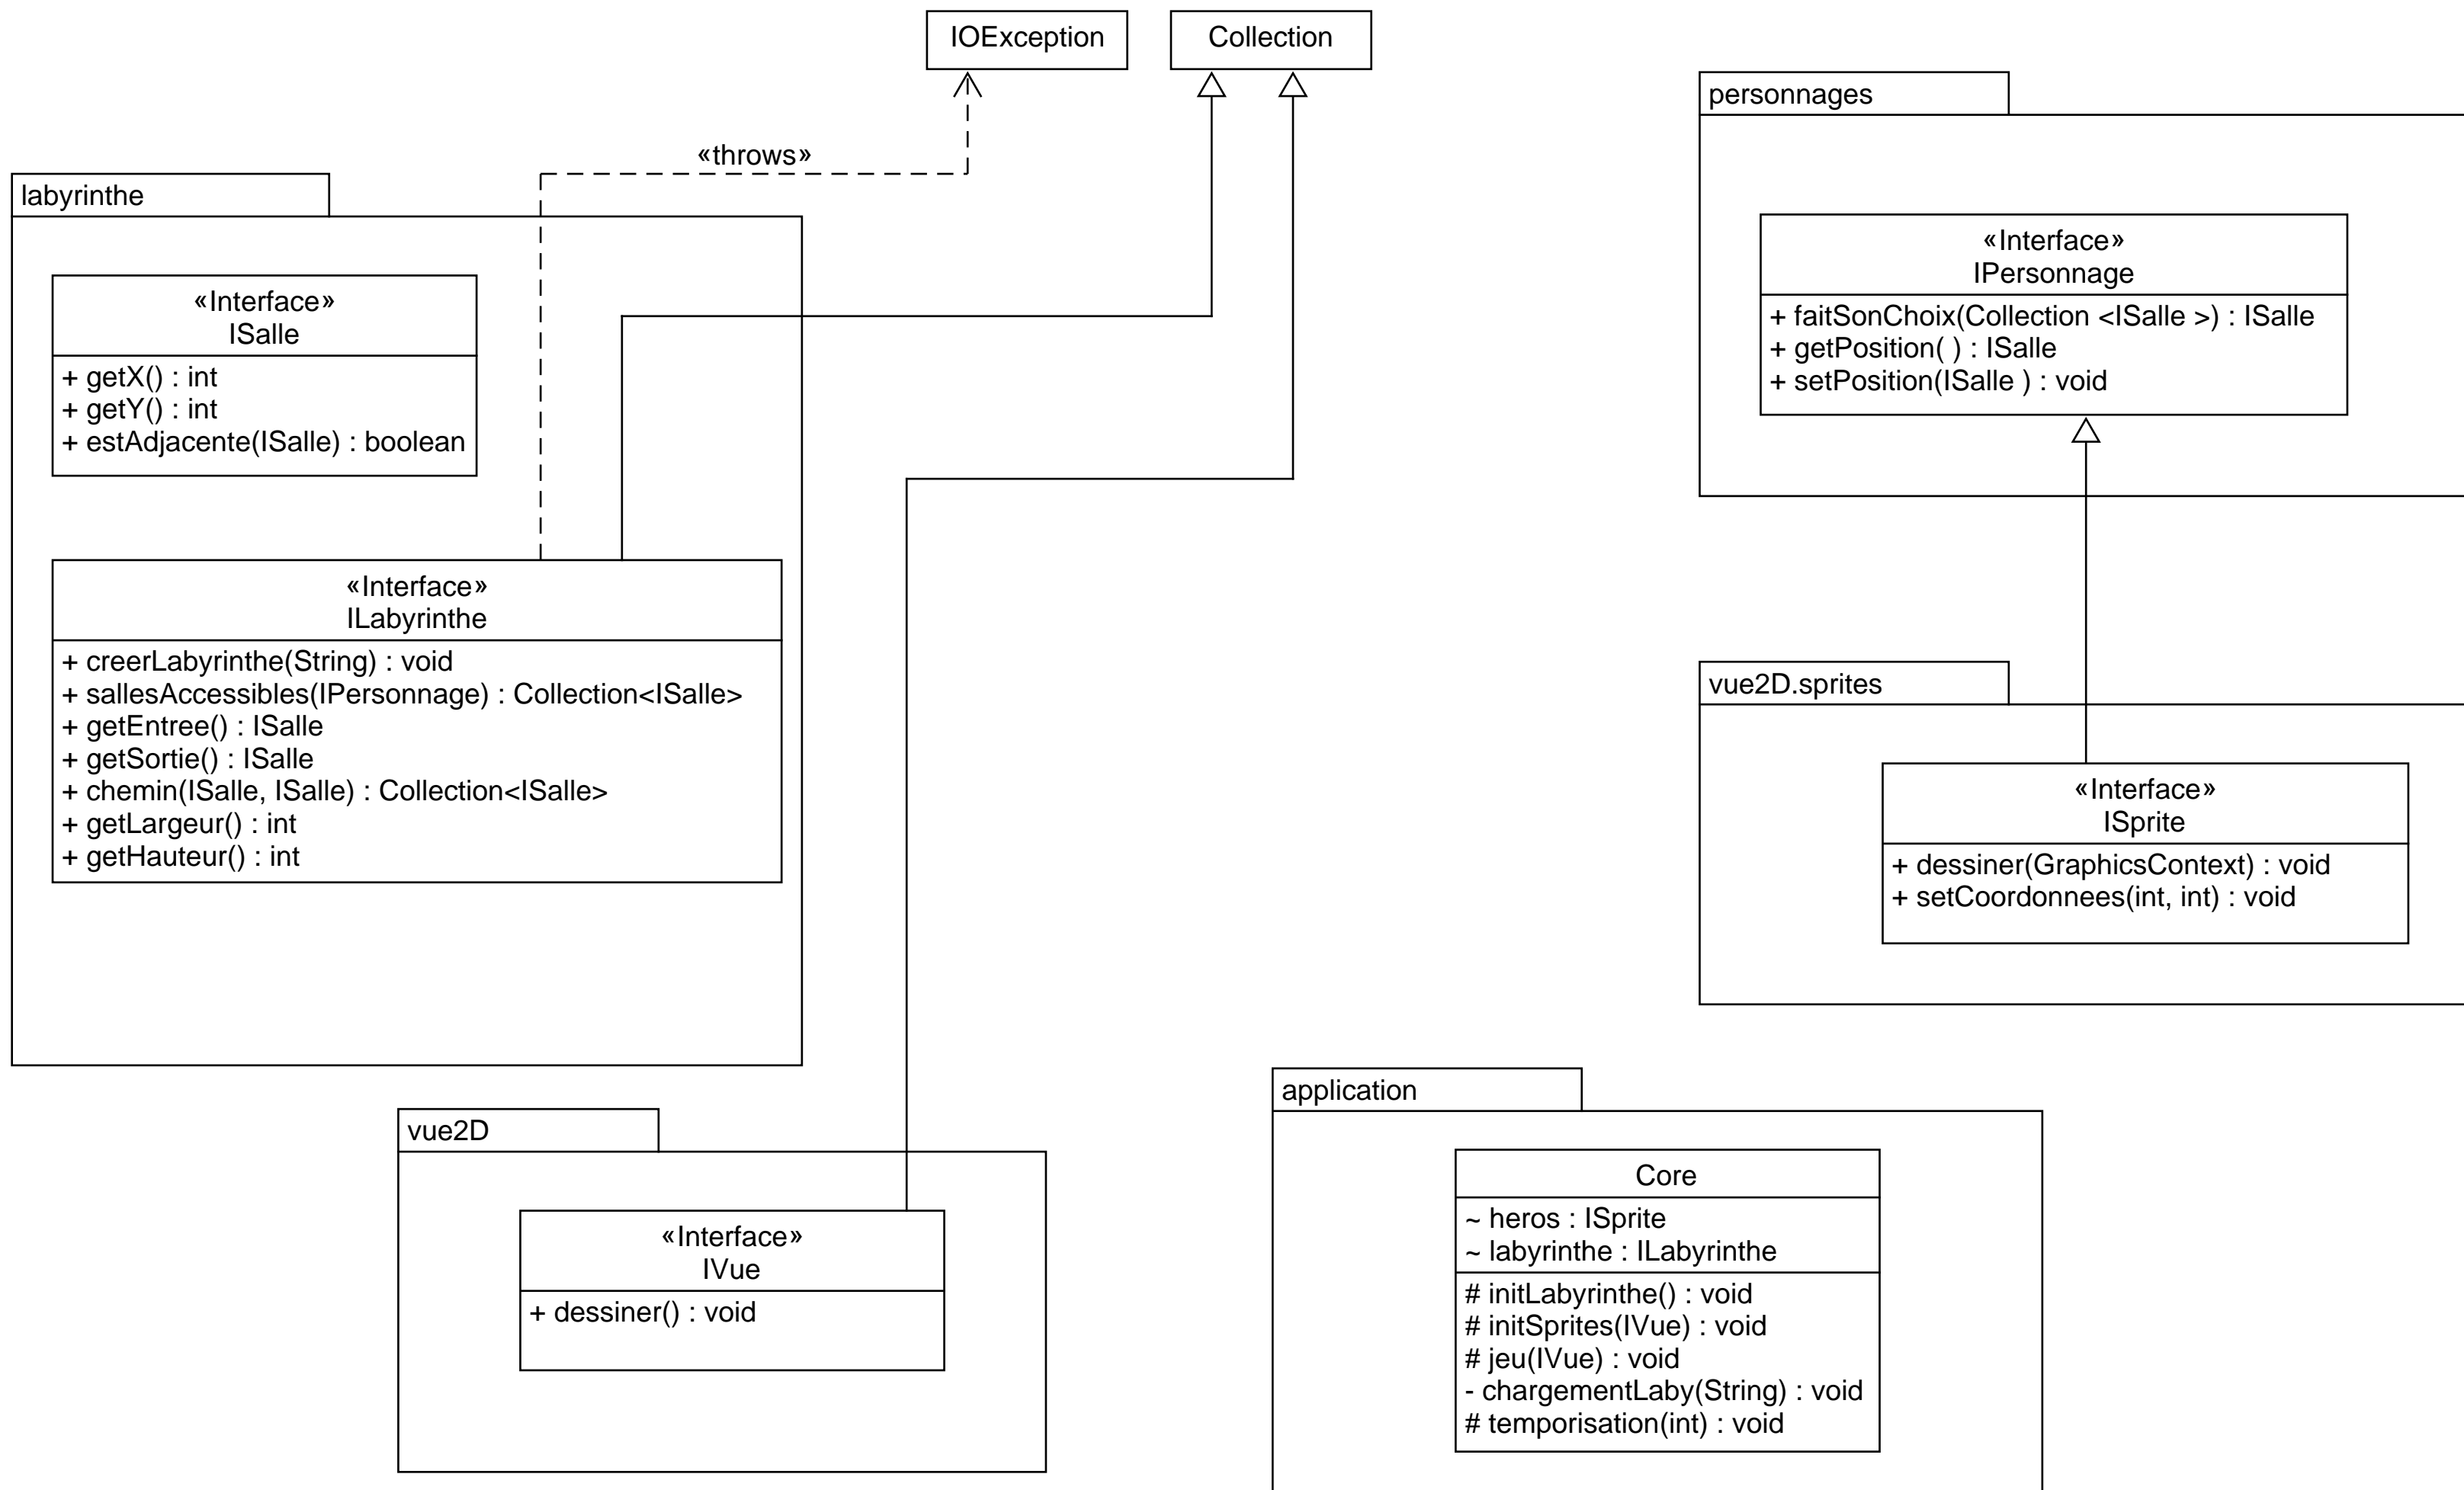 IOException
Collection
«throws»
labyrinthe
«Interface»
ISalle
+ getX() : int
+ getY() : int
+ estAdjacente(ISalle) : boolean
«Interface»
ILabyrinthe
+ creerLabyrinthe(String) : void
+ sallesAccessibles(IPersonnage) : Collection<ISalle>
+ getEntree() : ISalle
+ getSortie() : ISalle
+ chemin(ISalle, ISalle) : Collection<ISalle>
+ getLargeur() : int
+ getHauteur() : int
personnages
«Interface»
IPersonnage
+ faitSonChoix(Collection <ISalle >) : ISalle
+ getPosition( ) : ISalle
+ setPosition(ISalle ) : void
vue2D.sprites
«Interface»
ISprite
+ dessiner(GraphicsContext) : void
+ setCoordonnees(int, int) : void
vue2D
«Interface»
IVue
+ dessiner() : void
application
Core
~ heros : ISprite
~ labyrinthe : ILabyrinthe
# initLabyrinthe() : void
# initSprites(IVue) : void
# jeu(IVue) : void
- chargementLaby(String) : void
# temporisation(int) : void